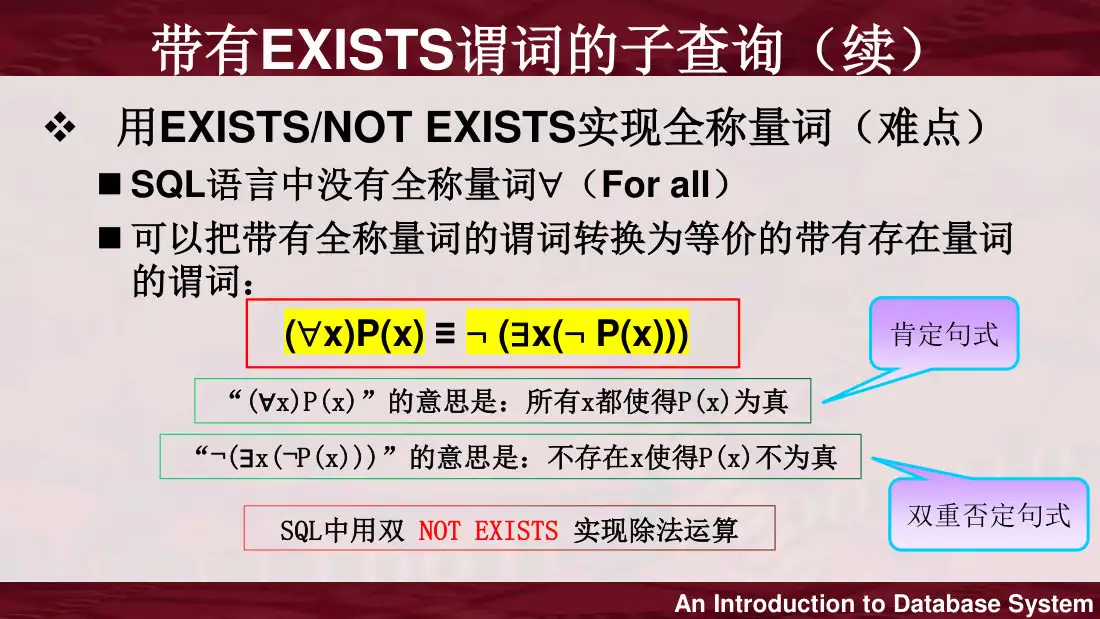 带有EXISTS谓词的子查询（续）
❖ 用EXISTS/NOT EXISTS实现全称量词（难点）
■ SQL语言中没有全称量词∀（For all）
■ 可以把带有全称量词的谓词转换为等价的带有存在量词
的谓词：
(∀x)P(x) ≡ ¬ (∃x(¬ P(x)))
肯定句式
“(∀x)P(x)”的意思是：所有x都使得P(x)为真
“¬(∃x(¬P(x)))”的意思是：不存在x使得P(x)不为真
双重否定句式
SQL中用双 NOT EXISTS 实现除法运算
An Introduction to Database System